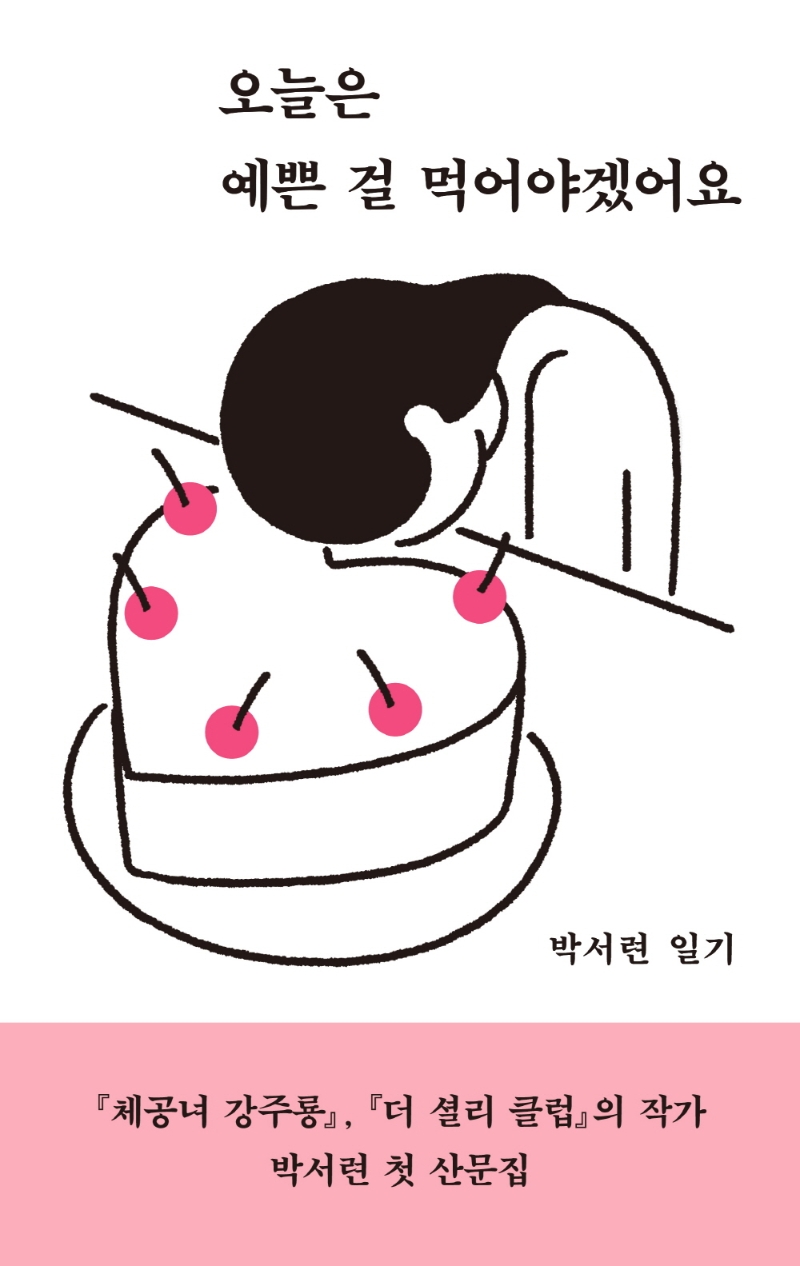 오늘은
예쁜 걸 먹어야겠어요
박서련 일기
『체공녀 강주룡』, 『더 셜리 클럽』의 작가
박서련 첫 산문집